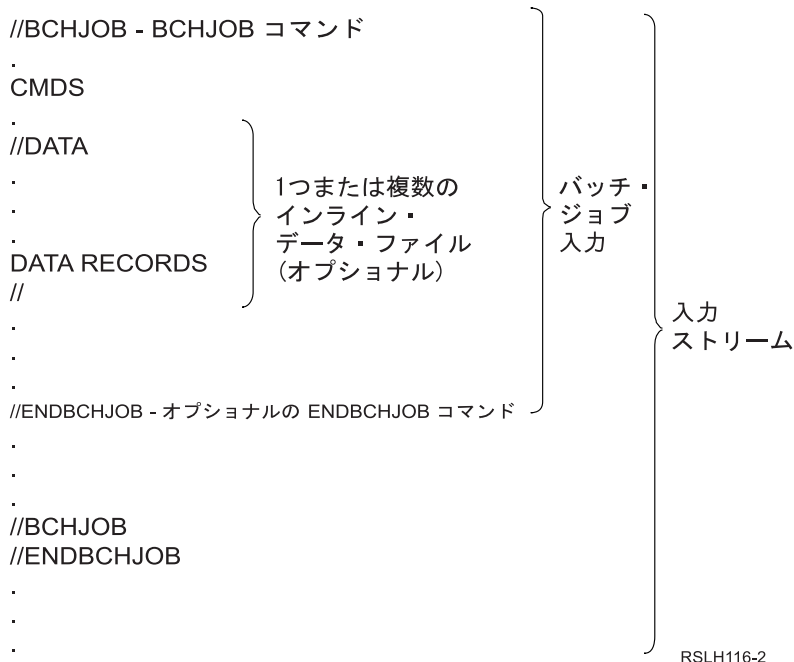 //BCHJOB - BCHJOB コマンド
.
CMDS
.
//DATA
.
.
.
DATA RECORDS
//
.
.
.
//ENDBCHJOB - オプショナルの ENDBCHJOB コマンド
.
.
.
//BCHJOB
//ENDBCHJOB
.
.
.
1つまたは複数の
インライン・
データ・ファイル
(オプショナル)
バッチ・
ジョブ
入力
入力
ストリーム
RSLH116-2